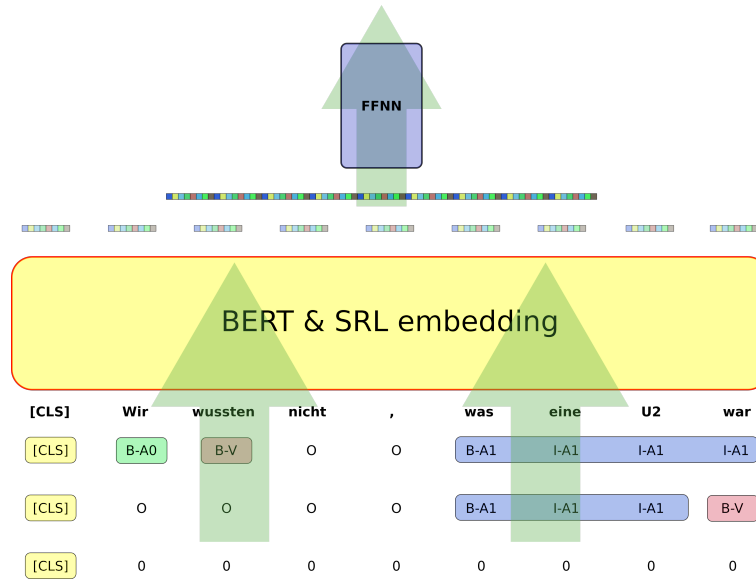 FFNN
BERT & SRL embedding
[CLS] Wir wussten nicht , was eine U2 war
[CLS] B-A0 B-V O O B-A1 I-A1 I-A1 I-A1
[CLS] O O O O B-A1 I-A1 I-A1 B-V
[CLS] 0 0 0 0 0 0 0 0